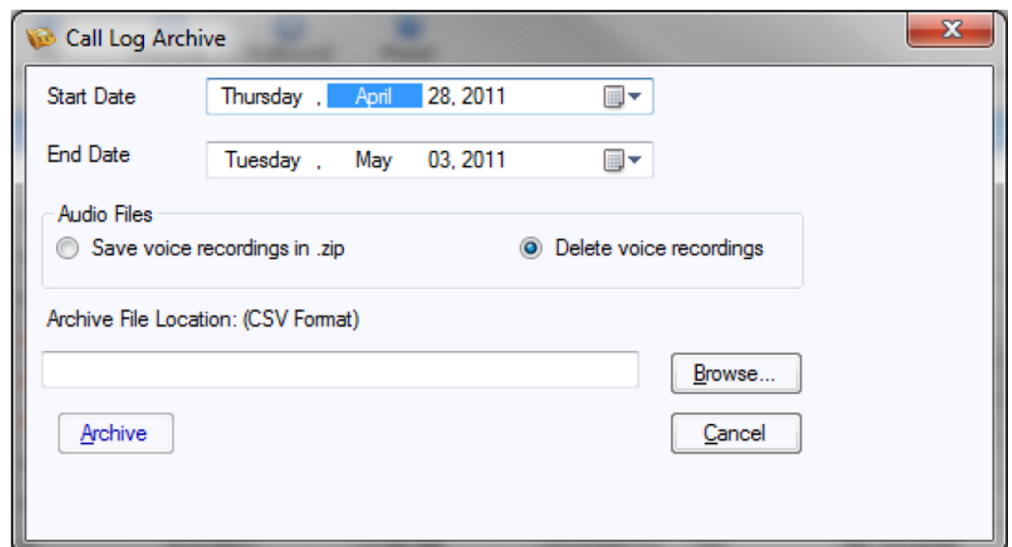 Call Log Archive
Start Date Thursday , April 28, 2011
End Date Tuesday , May 03, 2011
Audio Files
Save voice recordings in .zip Delete voice recordings
Archive File Location: (CSV Format)
Browse...
Archive Cancel